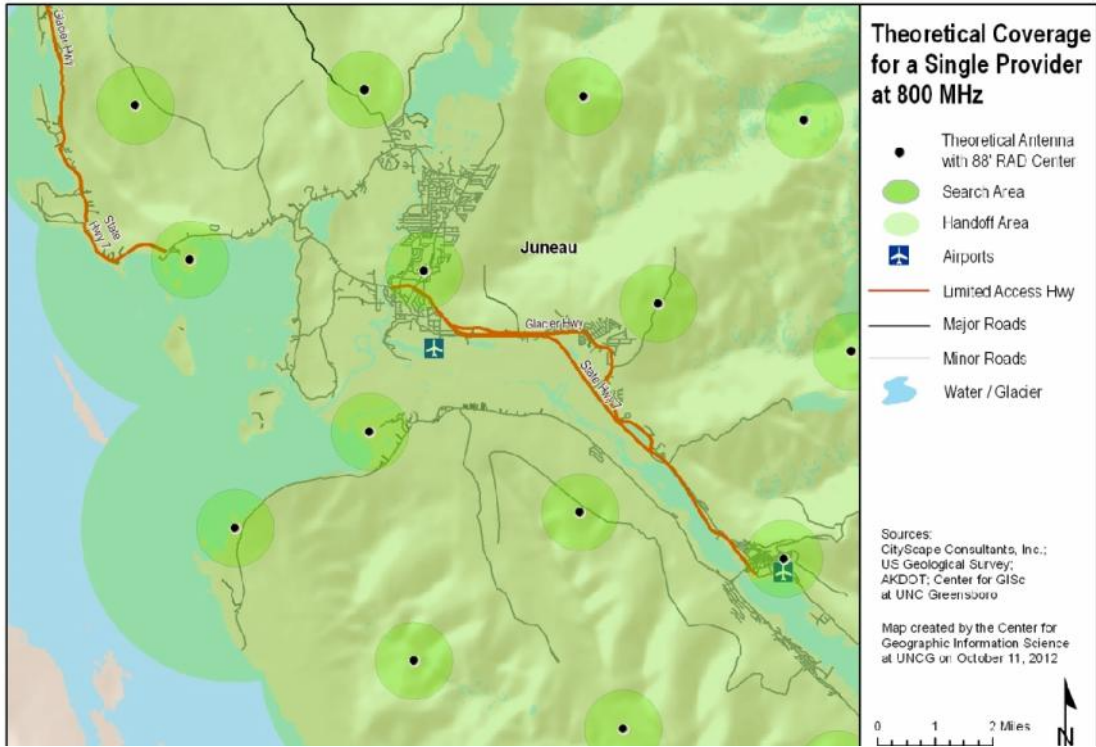 Glacier Hwy
State
Hwy 7
Juneau
Glacier Hwy
State Hwy 7
Theoretical Coverage
for a Single Provider
at 800 MHz
Theoretical Antenna
with 88' RAD Center
Search Area
Handoff Area
Airports
Limited Access Hwy
Major Roads
Minor Roads
Water / Glacier
Sources:
CityScape Consultants, Inc.;
US Geological Survey;
AKDOT; Center for GISc
at UNC Greensboro
Map created by the Center for
Geographic Information Science
at UNCG on October 11, 2012
0 1 2 Miles
N